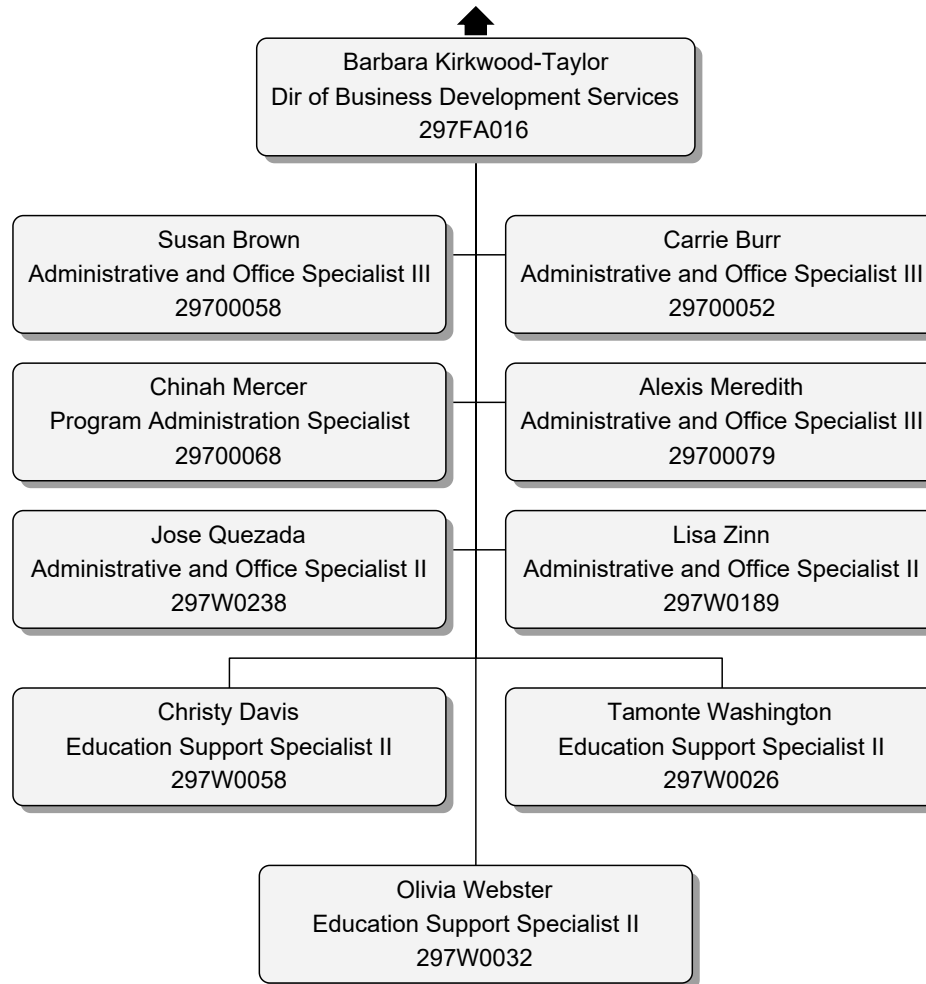 Barbara Kirkwood-Taylor
Dir of Business Development Services
297FA016
Susan Brown
Administrative and Office Specialist III
29700058
Carrie Burr
Administrative and Office Specialist III
29700052
Chinah Mercer
Program Administration Specialist
29700068
Alexis Meredith
Administrative and Office Specialist III
29700079
Jose Quezada
Administrative and Office Specialist II
297W0238
Lisa Zinn
Administrative and Office Specialist II
297W0189
Christy Davis
Education Support Specialist II
297W0058
Tamonte Washington
Education Support Specialist II
297W0026
Olivia Webster
Education Support Specialist II
297W0032